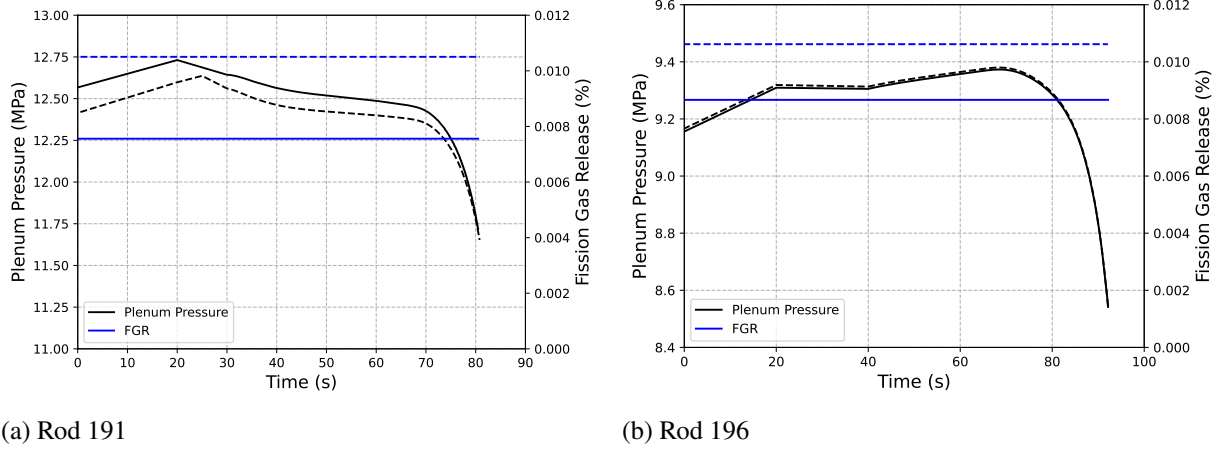 13.00
12.75
12.50
12.25
12.00
11.75
11.50
11.25
11.00
Plenum Pressure (MPa)
0.012
0.010
0.008
0.006
0.004
0.002
0.000
Fission Gas Release (%)
Plenum Pressure
FGR
0 10 20 30 40 50 60 70 80 90
Time (s)
(a) Rod 191
9.6
9.4
9.2
9.0
8.8
8.6
8.4
Plenum Pressure (MPa)
0.012
0.010
0.008
0.006
0.004
0.002
0.000
Fission Gas Release (%)
Plenum Pressure
FGR
0 20 40 60 80 100
Time (s)
(b) Rod 196